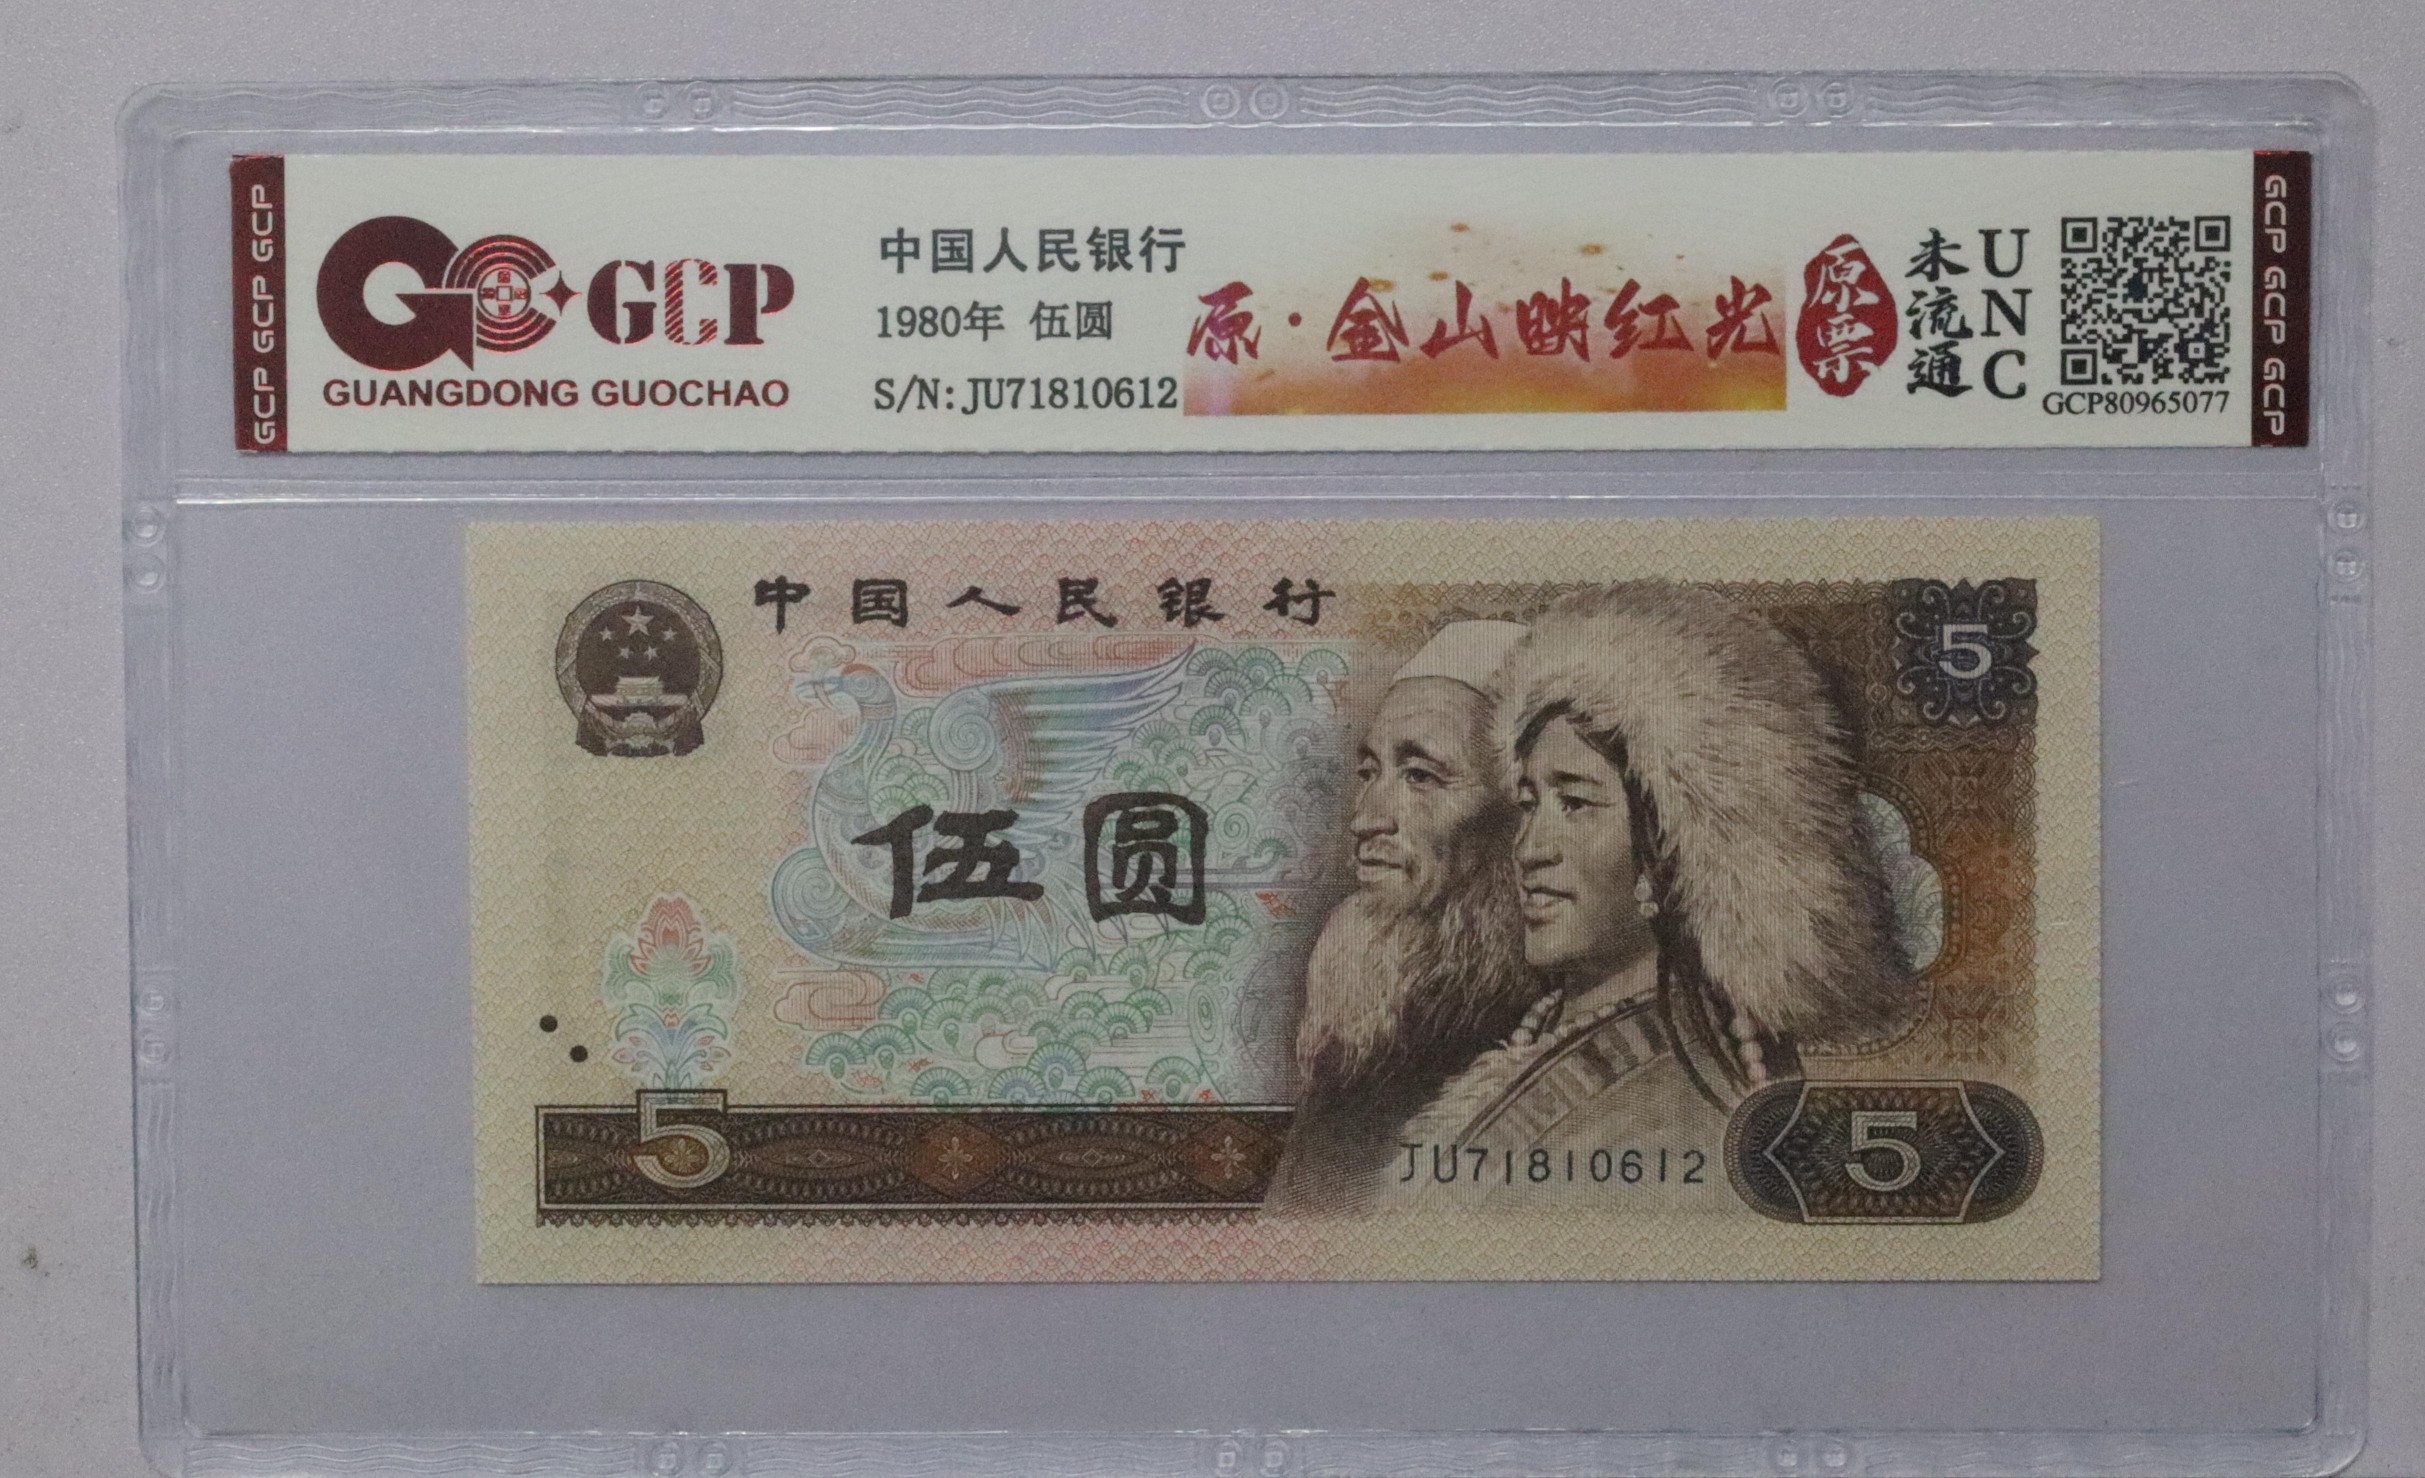 GCP GCP GCP
GCP
GUANGDONG GUOCHAO
中国人民银行
1980年 伍圆
S/N: JU71810612
原·金山映红光
原票
未流通
UNC
GCP80965077
GCP GCP GCP
中国人民银行
5
伍圆
5
JU71810612
5